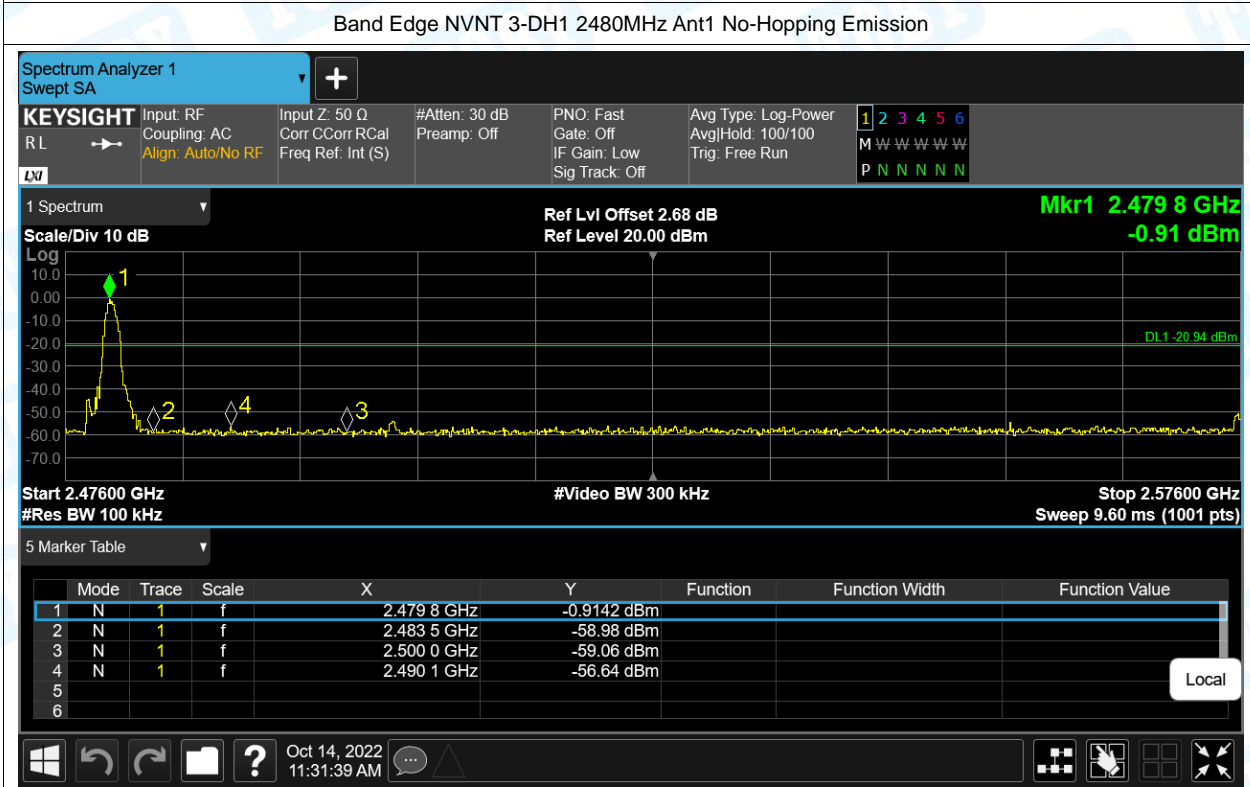 Band Edge NVNT 3-DH1 2480MHz Ant1 No-Hopping Emission
Spectrum Analyzer 1
Swept SA
KEYSIGHT Input: RF Input Z: 50 Ω #Atten: 30 dB PNO: Fast Avg Type: Log-Power 1 2 3 4 5 6
R L Coupling: AC Corr CCorr RCal Preamp: Off Gate: Off Avg|Hold: 100/100 M W W W W W
Align: Auto/No RF Freq Ref: Int (S) IF Gain: Low Trig: Free Run
LXI Sig Track: Off P N N N N N
1 Spectrum Ref Lvl Offset 2.68 dB Mkr1 2.479 8 GHz
Scale/Div 10 dB Ref Level 20.00 dBm -0.91 dBm
Log
10.0 1
0.00
-10.0
-20.0 DL1 -20.94 dBm
-30.0
-40.0
-50.0 2 4 3
-60.0
-70.0
Start 2.47600 GHz #Video BW 300 kHz Stop 2.57600 GHz
#Res BW 100 kHz Sweep 9.60 ms (1001 pts)
5 Marker Table
Mode Trace Scale X Y Function Function Width Function Value
1 N 1 f 2.479 8 GHz -0.9142 dBm
2 N 1 f 2.483 5 GHz -58.98 dBm
3 N 1 f 2.500 0 GHz -59.06 dBm
4 N 1 f 2.490 1 GHz -56.64 dBm
5
6
Local
Oct 14, 2022
11:31:39 AM